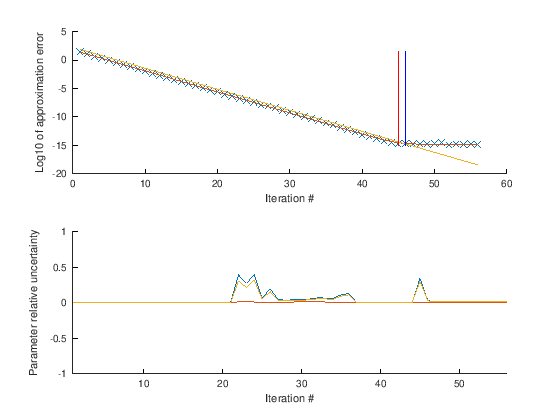 Log10 of approximation error
5
0
-5
-10
-15
-20
0 10 20 30 40 50 60
Iteration #
Parameter relative uncertainty
1
0.5
0
-0.5
-1
10 20 30 40 50
Iteration #